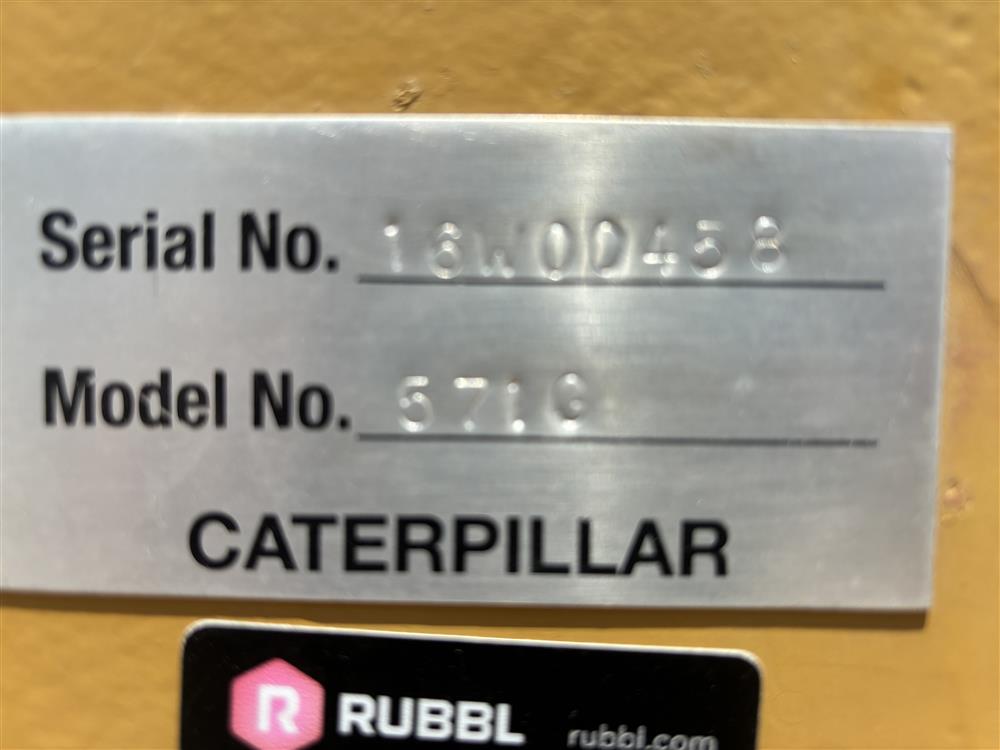 Serial No. 16W00458
Model No. 571G
CATERPILLAR
R RUBBL rubbl.com